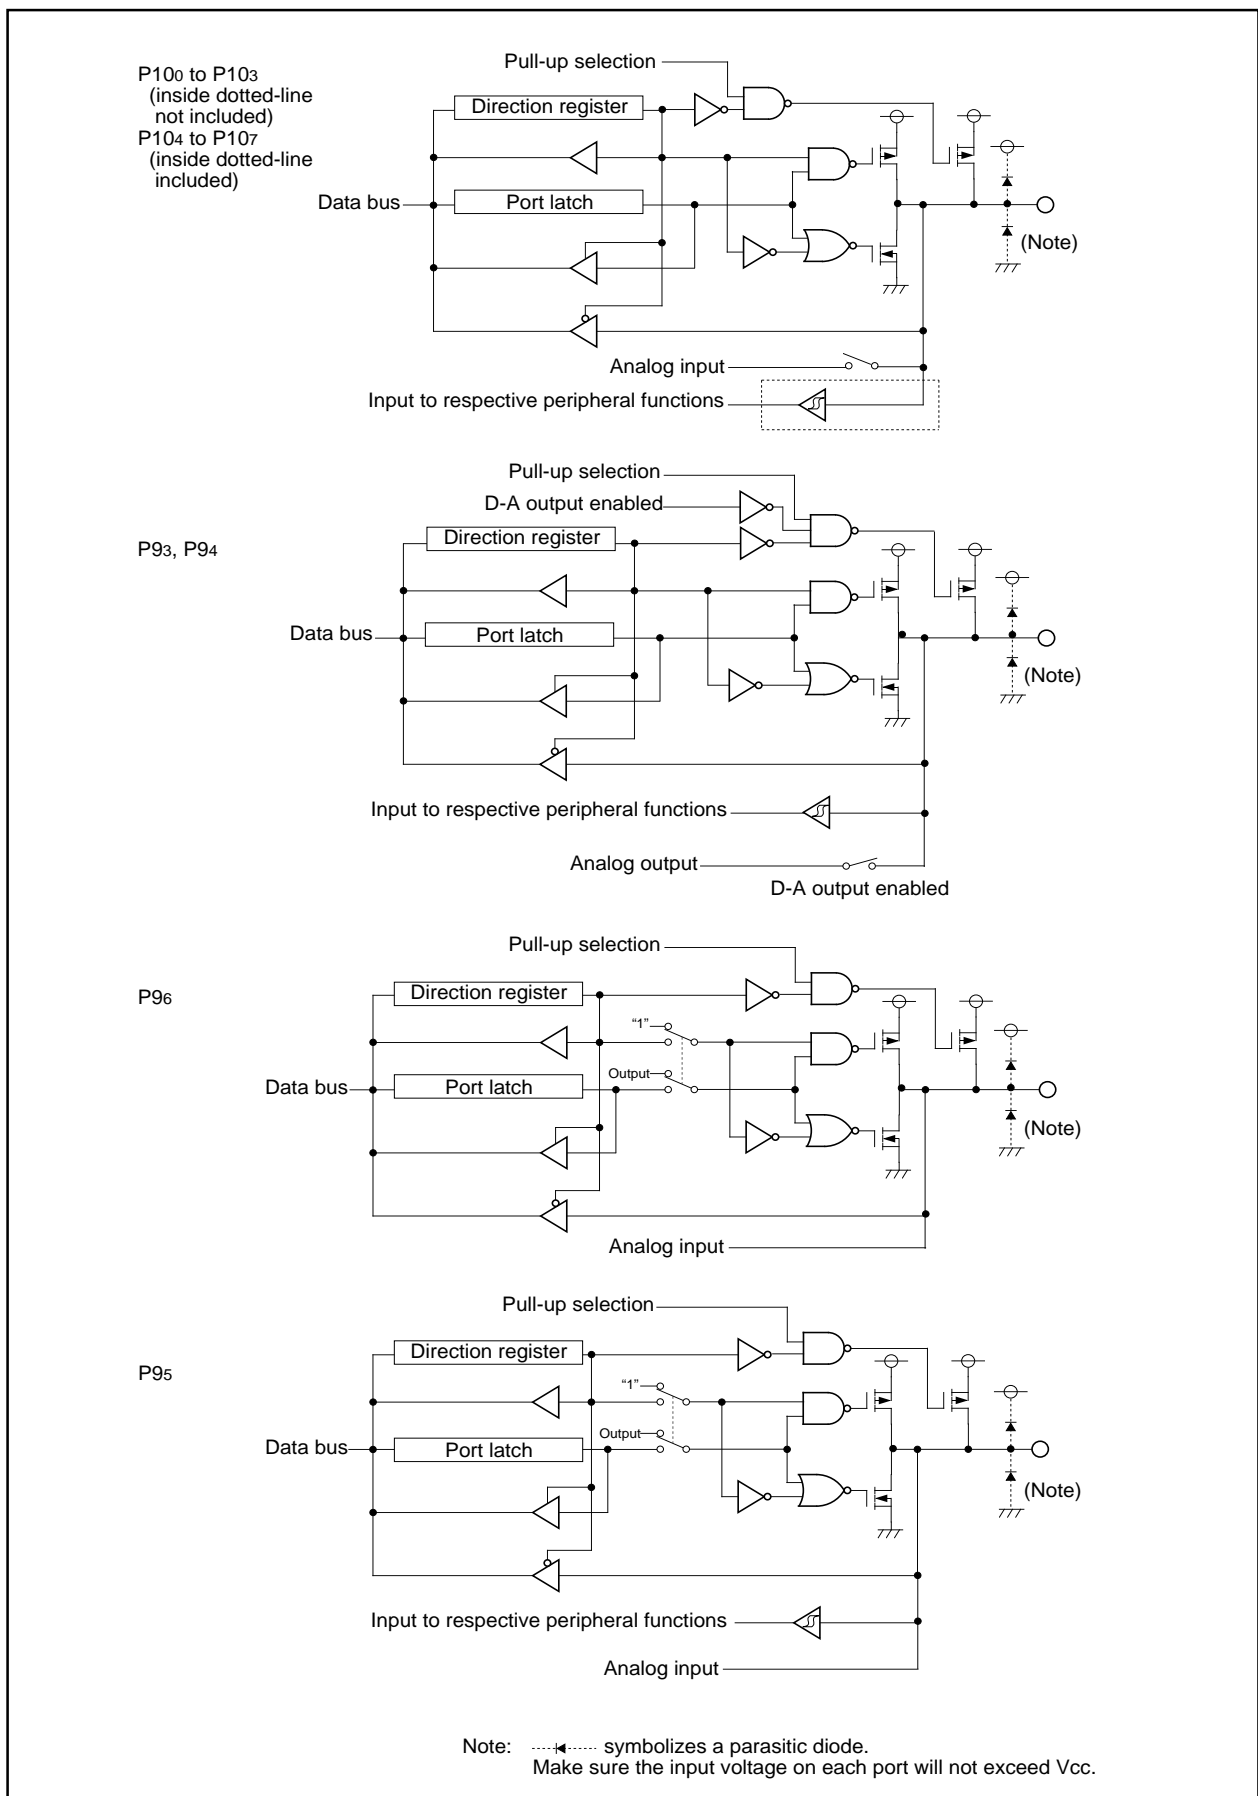 Pull-up selection
P100 to P103
(inside dotted-line
not included)
P104 to P107
(inside dotted-line
included)
Direction register
Data bus
Port latch
(Note)
Analog input
Input to respective peripheral functions
Pull-up selection
D-A output enabled
P93, P94
Direction register
Data bus
Port latch
(Note)
Input to respective peripheral functions
Analog output
D-A output enabled
Pull-up selection
P96
Direction register
“1”
Output
Data bus
Port latch
(Note)
Analog input
Pull-up selection
P95
Direction register
“1”
Output
Data bus
Port latch
(Note)
Input to respective peripheral functions
Analog input
Note: symbolizes a parasitic diode.
Make sure the input voltage on each port will not exceed Vcc.